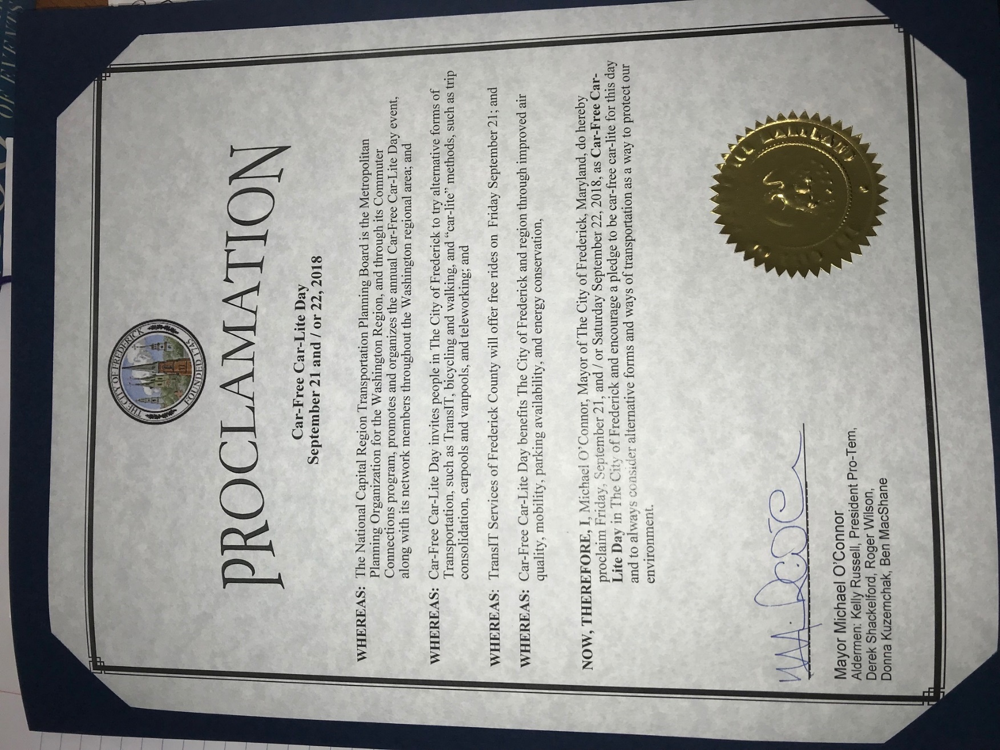 OF EVENTS
THE CITY OF FREDERICK
FOUNDED 1745
PROCLAMATION
Car-Free Car-Lite Day
September 21 and / or 22, 2018
WHEREAS: The National Capital Region Transportation Planning Board is the Metropolitan
Planning Organization for the Washington Region, and through its Commuter
Connections program, promotes and organizes the annual Car-Free Car-Lite Day event,
along with its network members throughout the Washington regional area; and
WHEREAS: Car-Free Car-Lite Day invites people in The City of Frederick to try alternative forms of
Transportation, such as TransIT, bicycling and walking, and “car-lite” methods, such as trip
consolidation, carpools and vanpools, and teleworking; and
WHEREAS: TransIT Services of Frederick County will offer free rides on Friday September 21; and
WHEREAS: Car-Free Car-Lite Day benefits The City of Frederick and region through improved air
quality, mobility, parking availability, and energy conservation,
NOW, THEREFORE, I, Michael O’Connor, Mayor of The City of Frederick, Maryland, do hereby
proclaim Friday, September 21, and / or Saturday September 22, 2018, as Car-Free Car-
Lite Day in The City of Frederick and encourage a pledge to be car-free car-lite for this day
and to always consider alternative forms and ways of transportation as a way to protect our
environment.
Mayor Michael O’Connor
Aldermen: Kelly Russell, President Pro-Tem,
Derek Shackelford, Roger Wilson,
Donna Kuzemchak, Ben MacShane